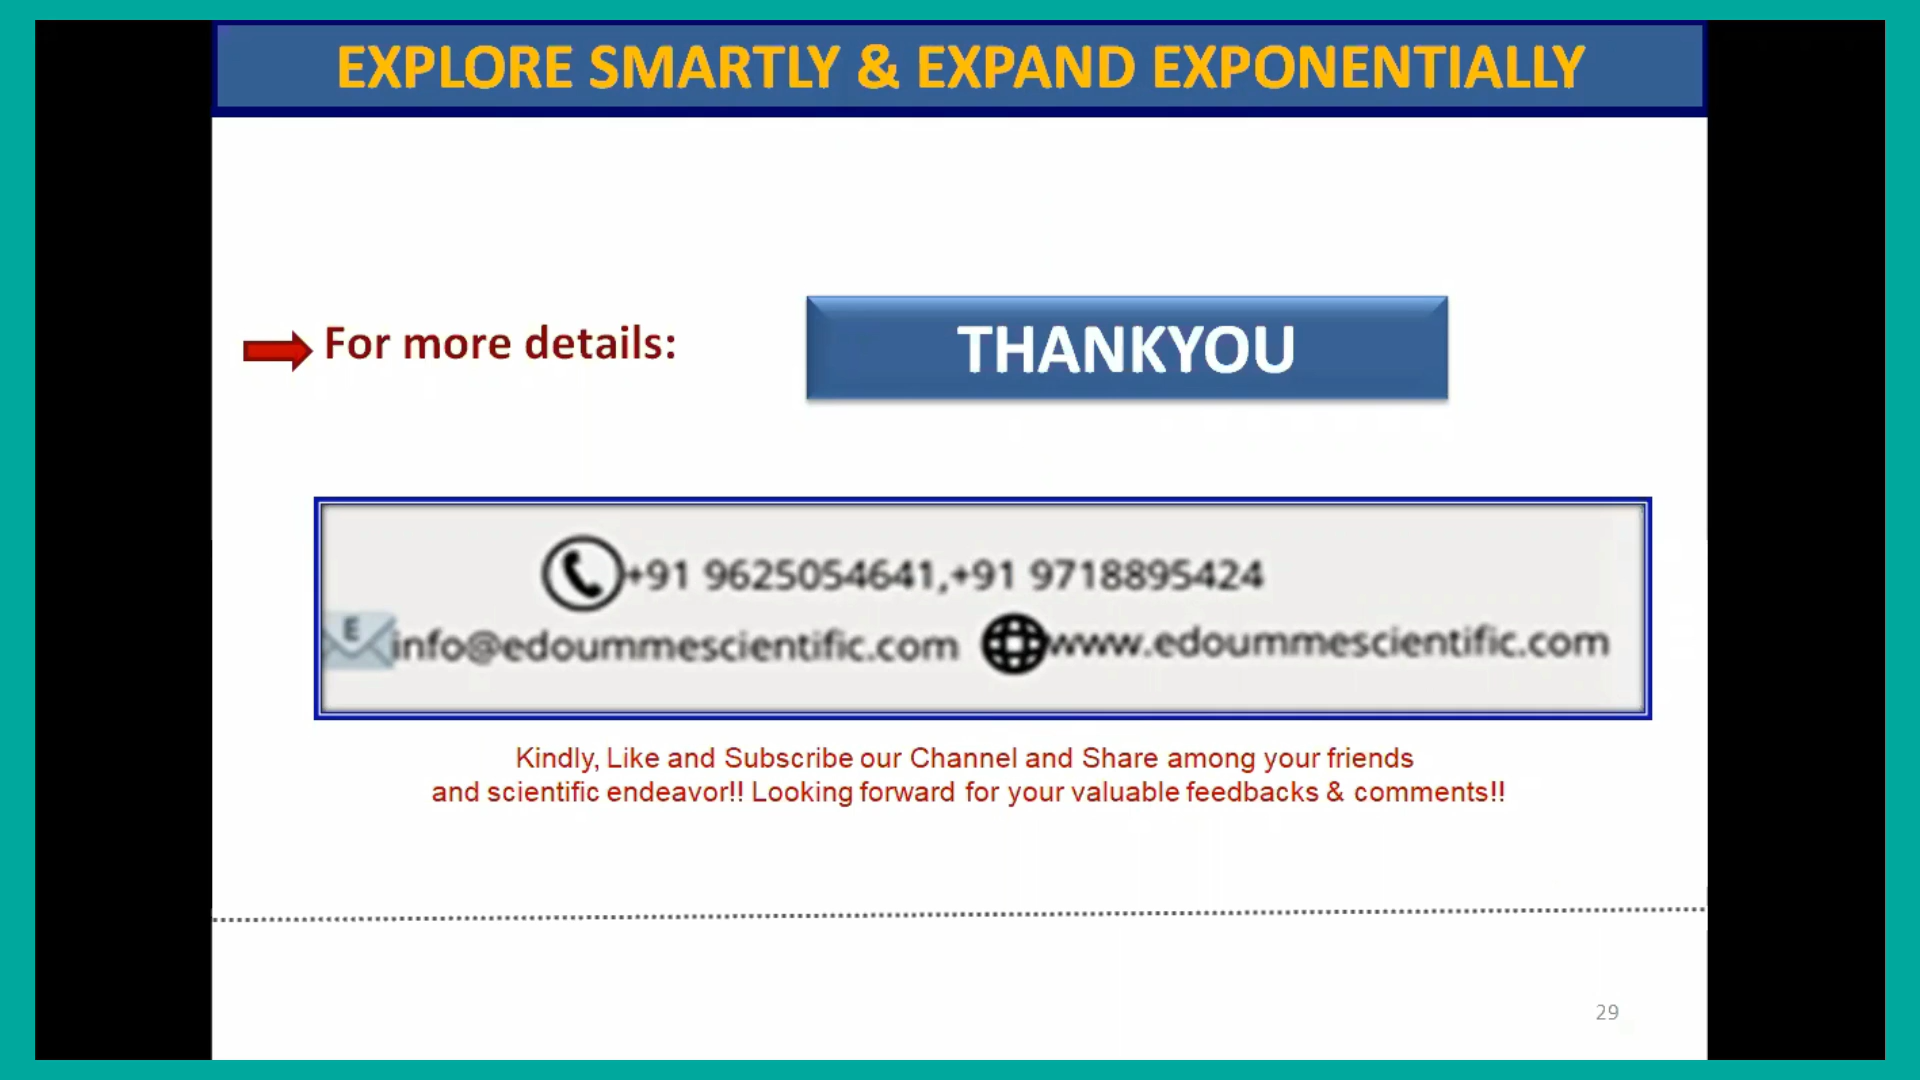 EXPLORE SMARTLY & EXPAND EXPONENTIALLY
For more details:
THANKYOU
+91 9625054641,+91 9718895424
E
info@edoummescientific.com
www.edoummescientific.com
Kindly, Like and Subscribe our Channel and Share among your friends
and scientific endeavor!! Looking forward for your valuable feedbacks & comments!!
29